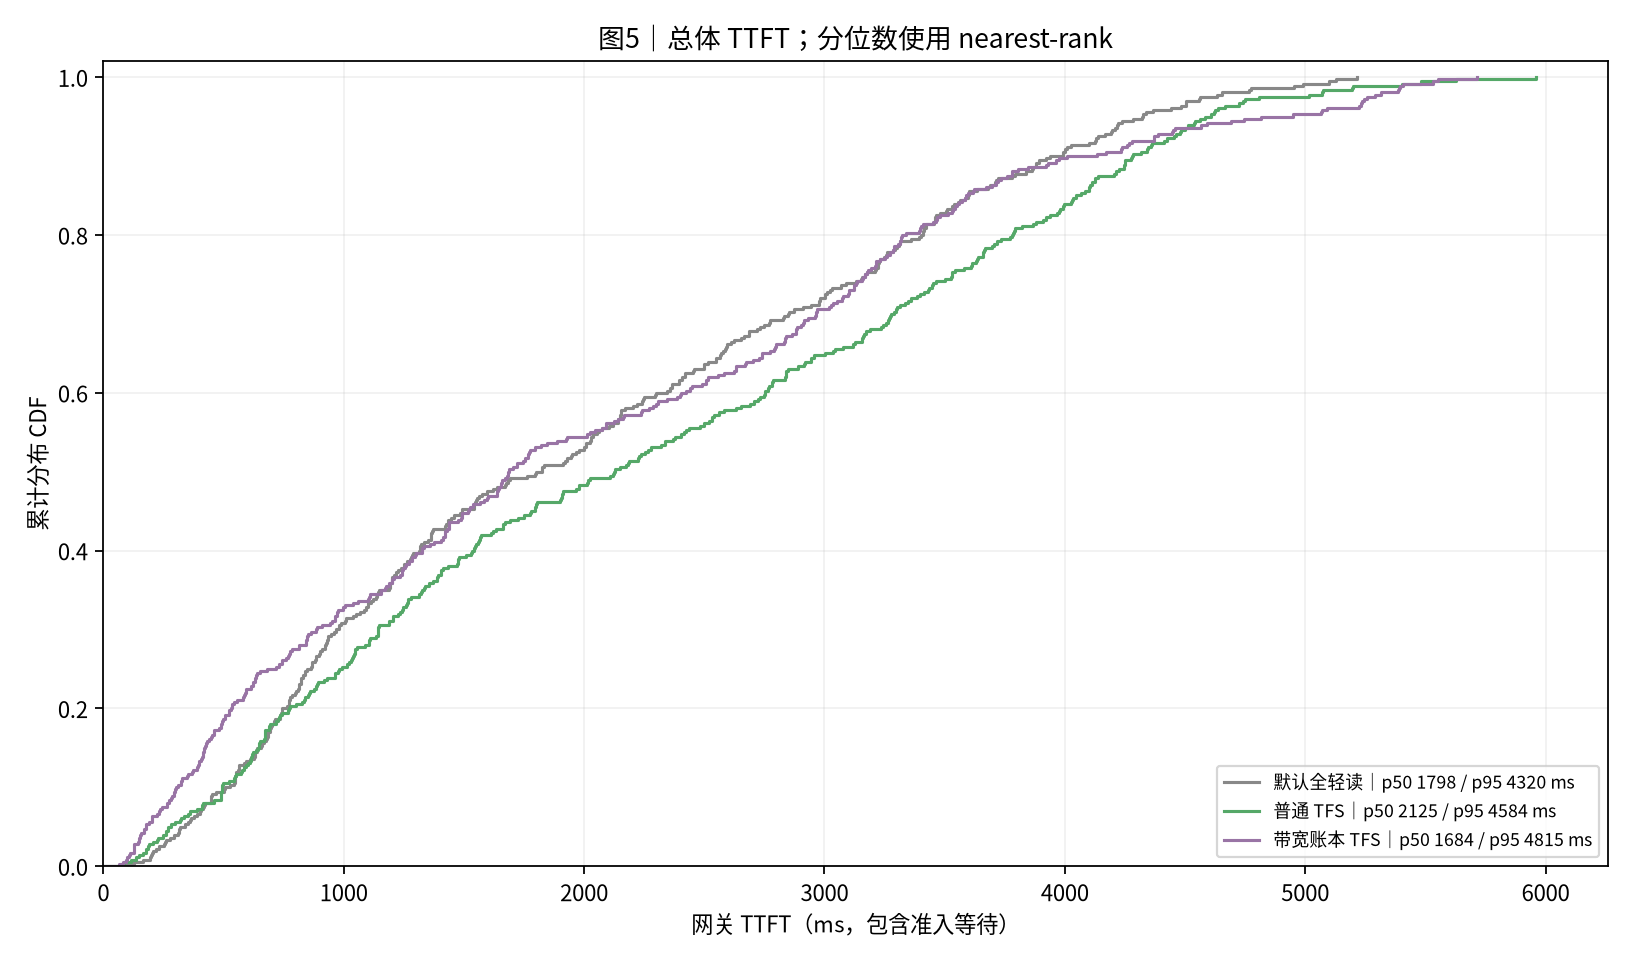 图5｜总体 TTFT；分位数使用 nearest-rank
累计分布 CDF
1.0
0.8
0.6
0.4
0.2
0.0
0 1000 2000 3000 4000 5000 6000
网关 TTFT（ms，包含准入等待）
默认全轻读｜p50 1798 / p95 4320 ms
普通 TFS｜p50 2125 / p95 4584 ms
带宽账本 TFS｜p50 1684 / p95 4815 ms